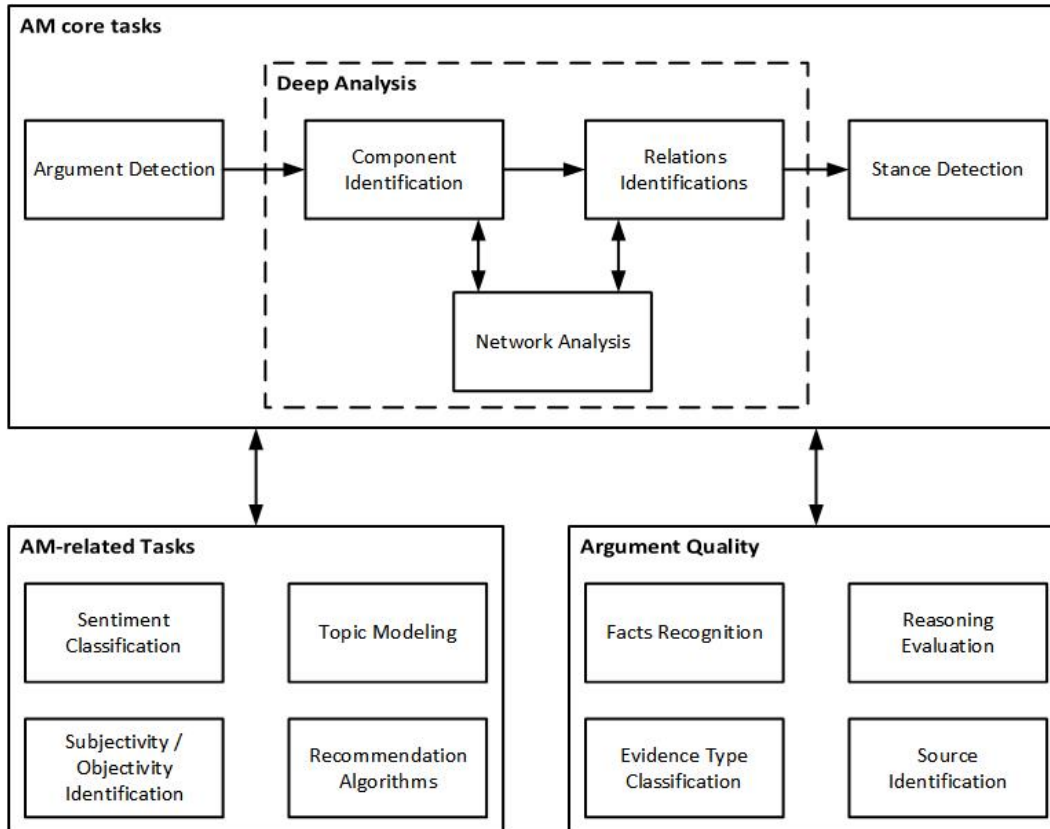 AM core tasks
Deep Analysis
Argument Detection
Component
Identification
Relations
Identifications
Stance Detection
Network Analysis
AM-related Tasks
Sentiment
Classification
Topic Modeling
Subjectivity /
Objectivity
Identification
Recommendation
Algorithms
Argument Quality
Facts Recognition
Reasoning
Evaluation
Evidence Type
Classification
Source
Identification